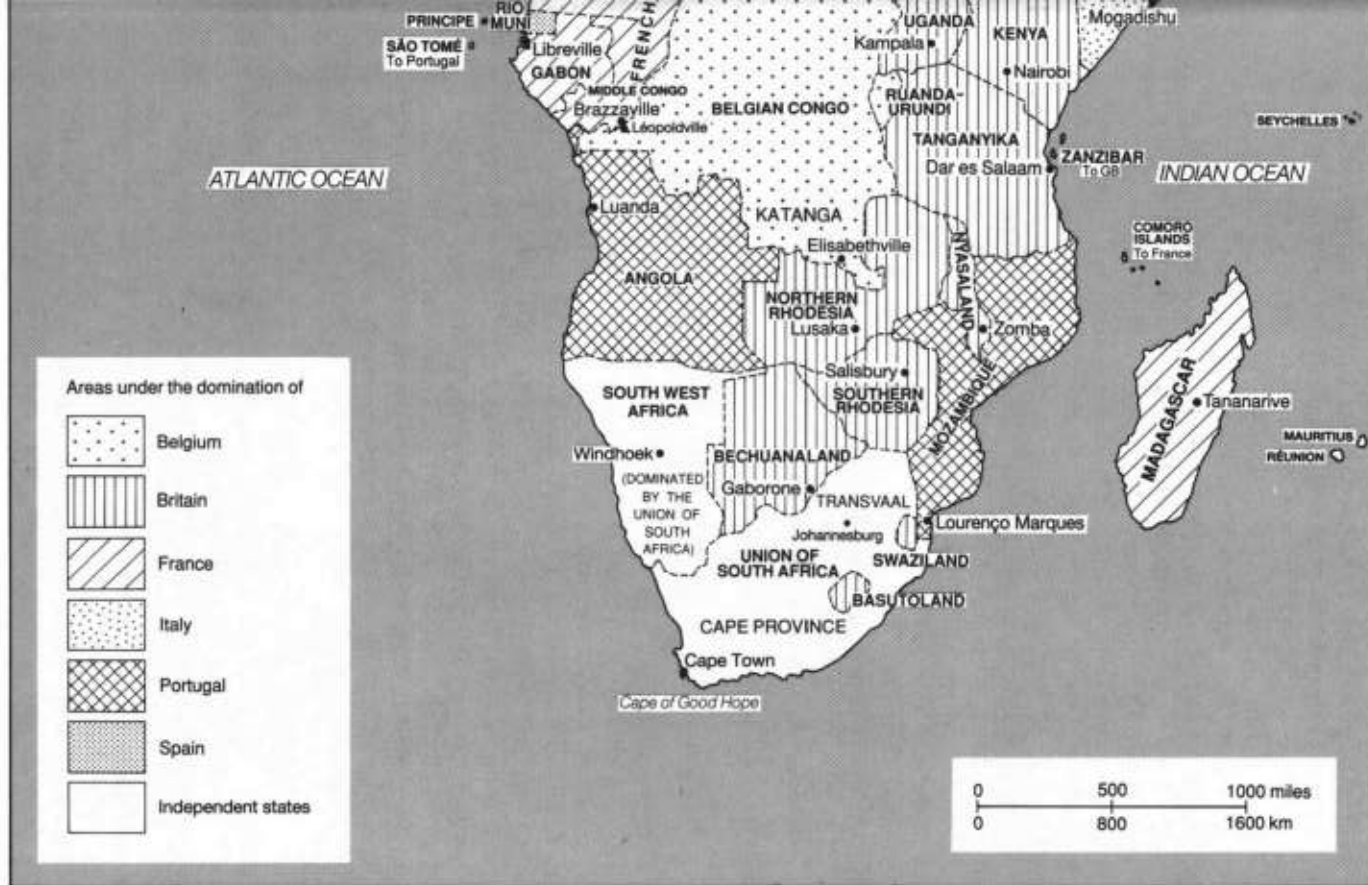 PRINCIPE
RIO
MUNI
SÃO TOMÉ
To Portugal
Libreville
GABON
FRENCH
MIDDLE CONGO
Brazzaville
Léopoldville
BELGIAN CONGO
UGANDA
Kampala
KENYA
Nairobi
Mogadishu
RUANDA-
URUNDI
TANGANYIKA
Dar es Salaam
ZANZIBAR
To GB
SEYCHELLES
ATLANTIC OCEAN
INDIAN OCEAN
Luanda
KATANGA
Elisabethville
ANGOLA
NORTHERN
RHODESIA
Lusaka
NYASALAND
Zomba
COMORO
ISLANDS
To France
Salisbury
SOUTHERN
RHODESIA
MOZAMBIQUE
MADAGASCAR
Tananarive
MAURITIUS
RÉUNION
SOUTH WEST
AFRICA
Windhoek
(DOMINATED
BY THE
UNION OF
SOUTH
AFRICA)
BECHUANALAND
Gaborone
TRANSVAAL
Johannesburg
Lourenço Marques
SWAZILAND
UNION OF
SOUTH AFRICA
BASUTOLAND
CAPE PROVINCE
Cape Town
Cape of Good Hope
Areas under the domination of
Belgium
Britain
France
Italy
Portugal
Spain
Independent states
0 500 1000 miles
0 800 1600 km